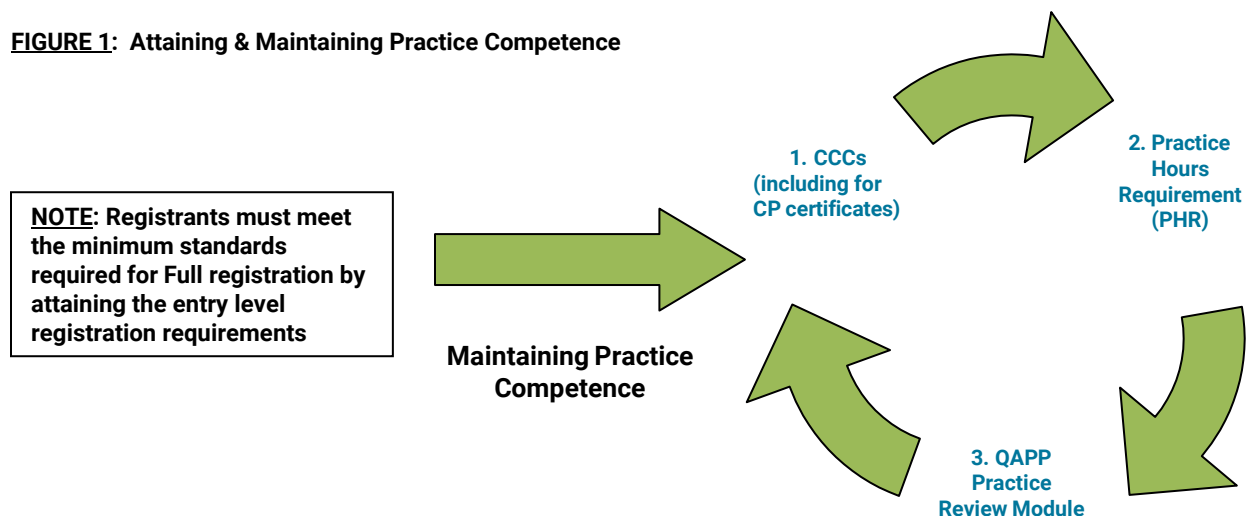 FIGURE 1: Attaining & Maintaining Practice Competence
NOTE: Registrants must meet
the minimum standards
required for Full registration by
attaining the entry level
registration requirements
Maintaining Practice
Competence
1. CCCs
(including for
CP certificates)
2. Practice
Hours
Requirement
(PHR)
3. QAPP
Practice
Review Module